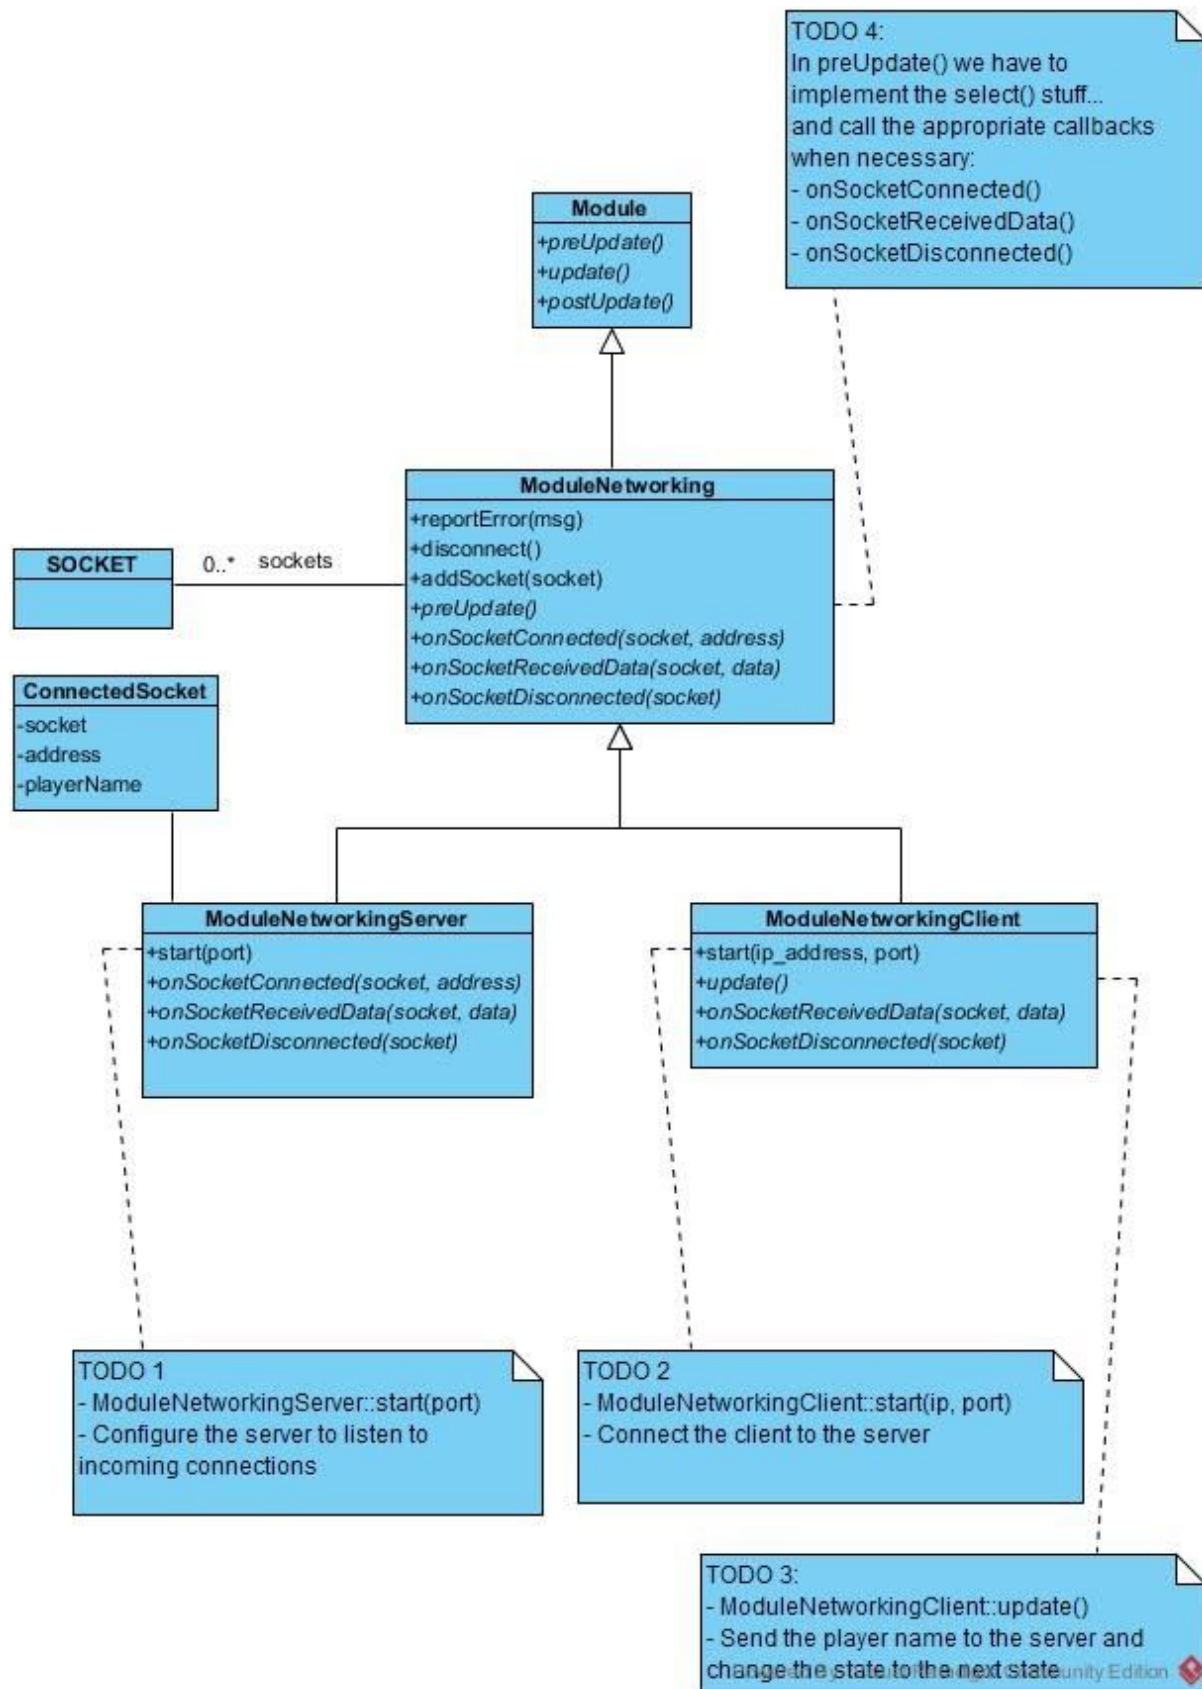 TODO 4:
In preUpdate() we have to
implement the select() stuff...
and call the appropriate callbacks
when necessary:
- onSocketConnected()
- onSocketReceivedData()
- onSocketDisconnected()
Module
+preUpdate()
+update()
+postUpdate()
ModuleNetworking
+reportError(msg)
+disconnect()
+addSocket(socket)
+preUpdate()
+onSocketConnected(socket, address)
+onSocketReceivedData(socket, data)
+onSocketDisconnected(socket)
SOCKET
0..* sockets
ConnectedSocket
-socket
-address
-playerName
ModuleNetworkingServer
+start(port)
+onSocketConnected(socket, address)
+onSocketReceivedData(socket, data)
+onSocketDisconnected(socket)
ModuleNetworkingClient
+start(ip_address, port)
+update()
+onSocketReceivedData(socket, data)
+onSocketDisconnected(socket)
TODO 1
- ModuleNetworkingServer::start(port)
- Configure the server to listen to
incoming connections
TODO 2
- ModuleNetworkingClient::start(ip, port)
- Connect the client to the server
TODO 3:
- ModuleNetworkingClient::update()
- Send the player name to the server and
change the state to the next state
Community Edition